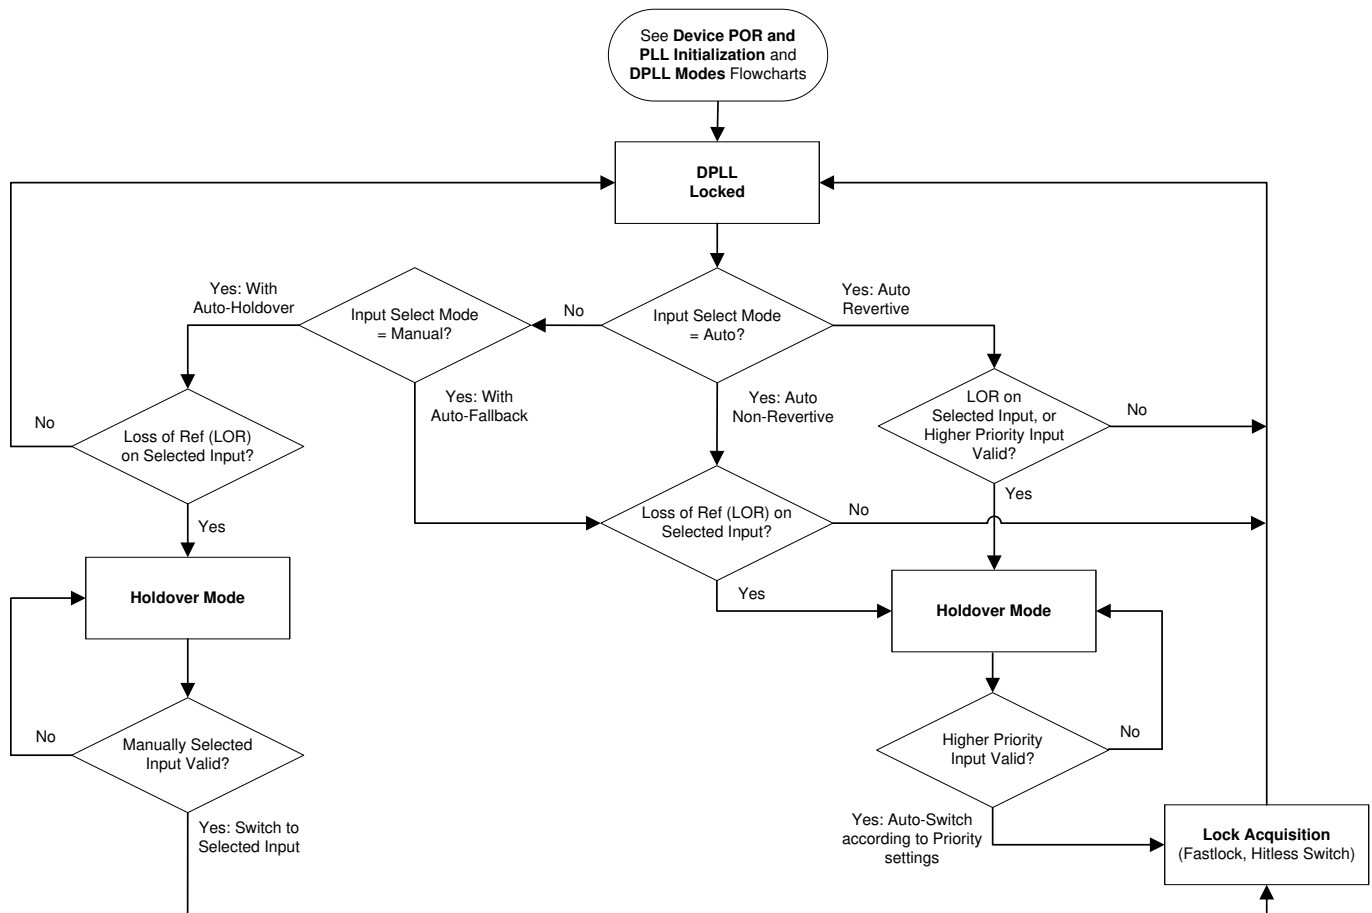 See Device POR and
PLL Initialization and
DPLL Modes Flowcharts
DPLL
Locked
Yes: With
Auto-Holdover
Input Select Mode
= Manual?
No
Input Select Mode
= Auto?
Yes: Auto
Revertive
Yes: With
Auto-Fallback
Yes: Auto
Non-Revertive
LOR on
Selected Input, or
Higher Priority Input
Valid?
No
No
Loss of Ref (LOR)
on Selected Input?
Yes
Loss of Ref (LOR) on
Selected Input?
No
Yes
Yes
Holdover Mode
Holdover Mode
No
Manually Selected
Input Valid?
Higher Priority
Input Valid?
No
Yes: Switch to
Selected Input
Yes: Auto-Switch
according to Priority
settings
Lock Acquisition
(Fastlock, Hitless Switch)